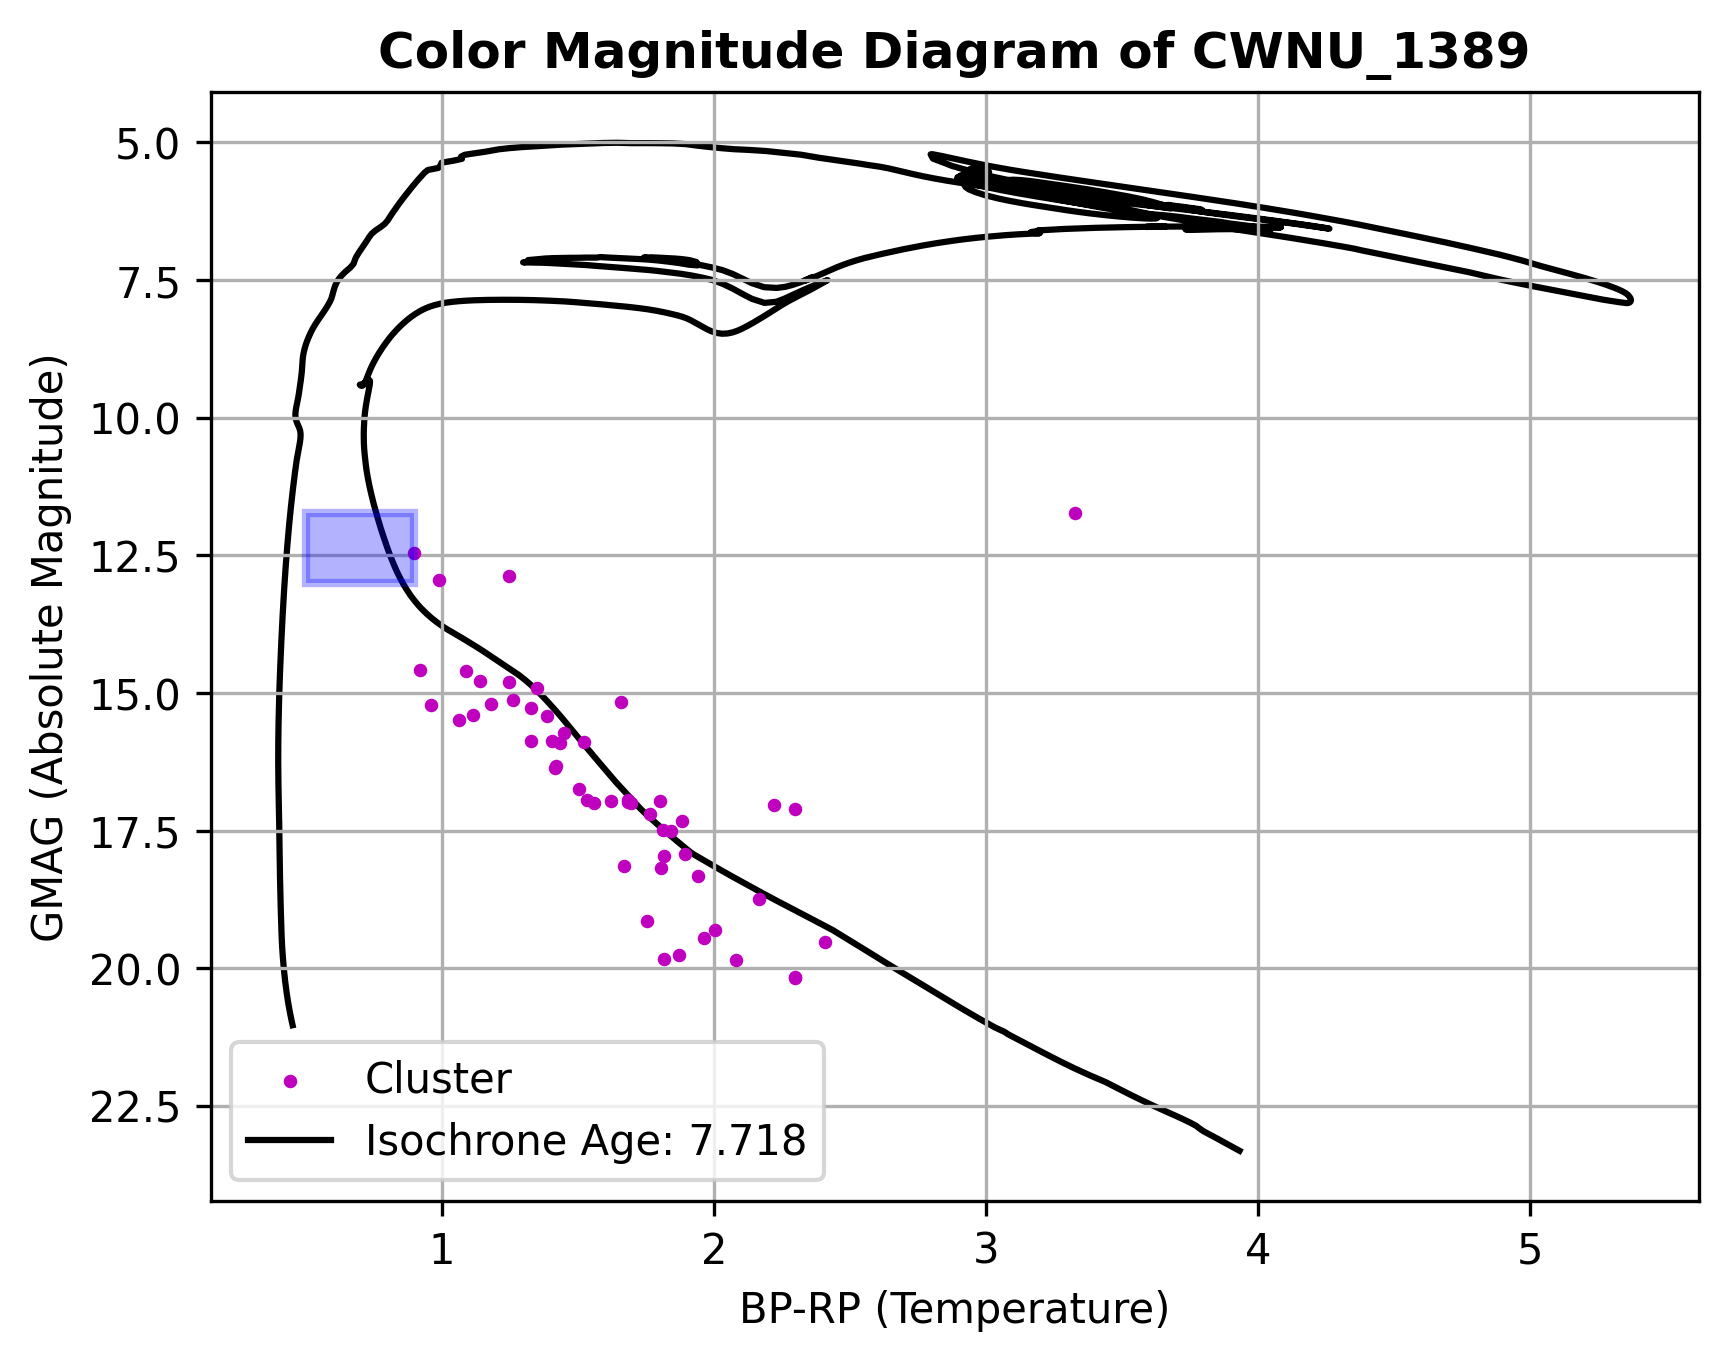 Color Magnitude Diagram of CWNU_1389
GMAG (Absolute Magnitude)
5.0
7.5
10.0
12.5
15.0
17.5
20.0
22.5
Cluster
Isochrone Age: 7.718
1 2 3 4 5
BP-RP (Temperature)